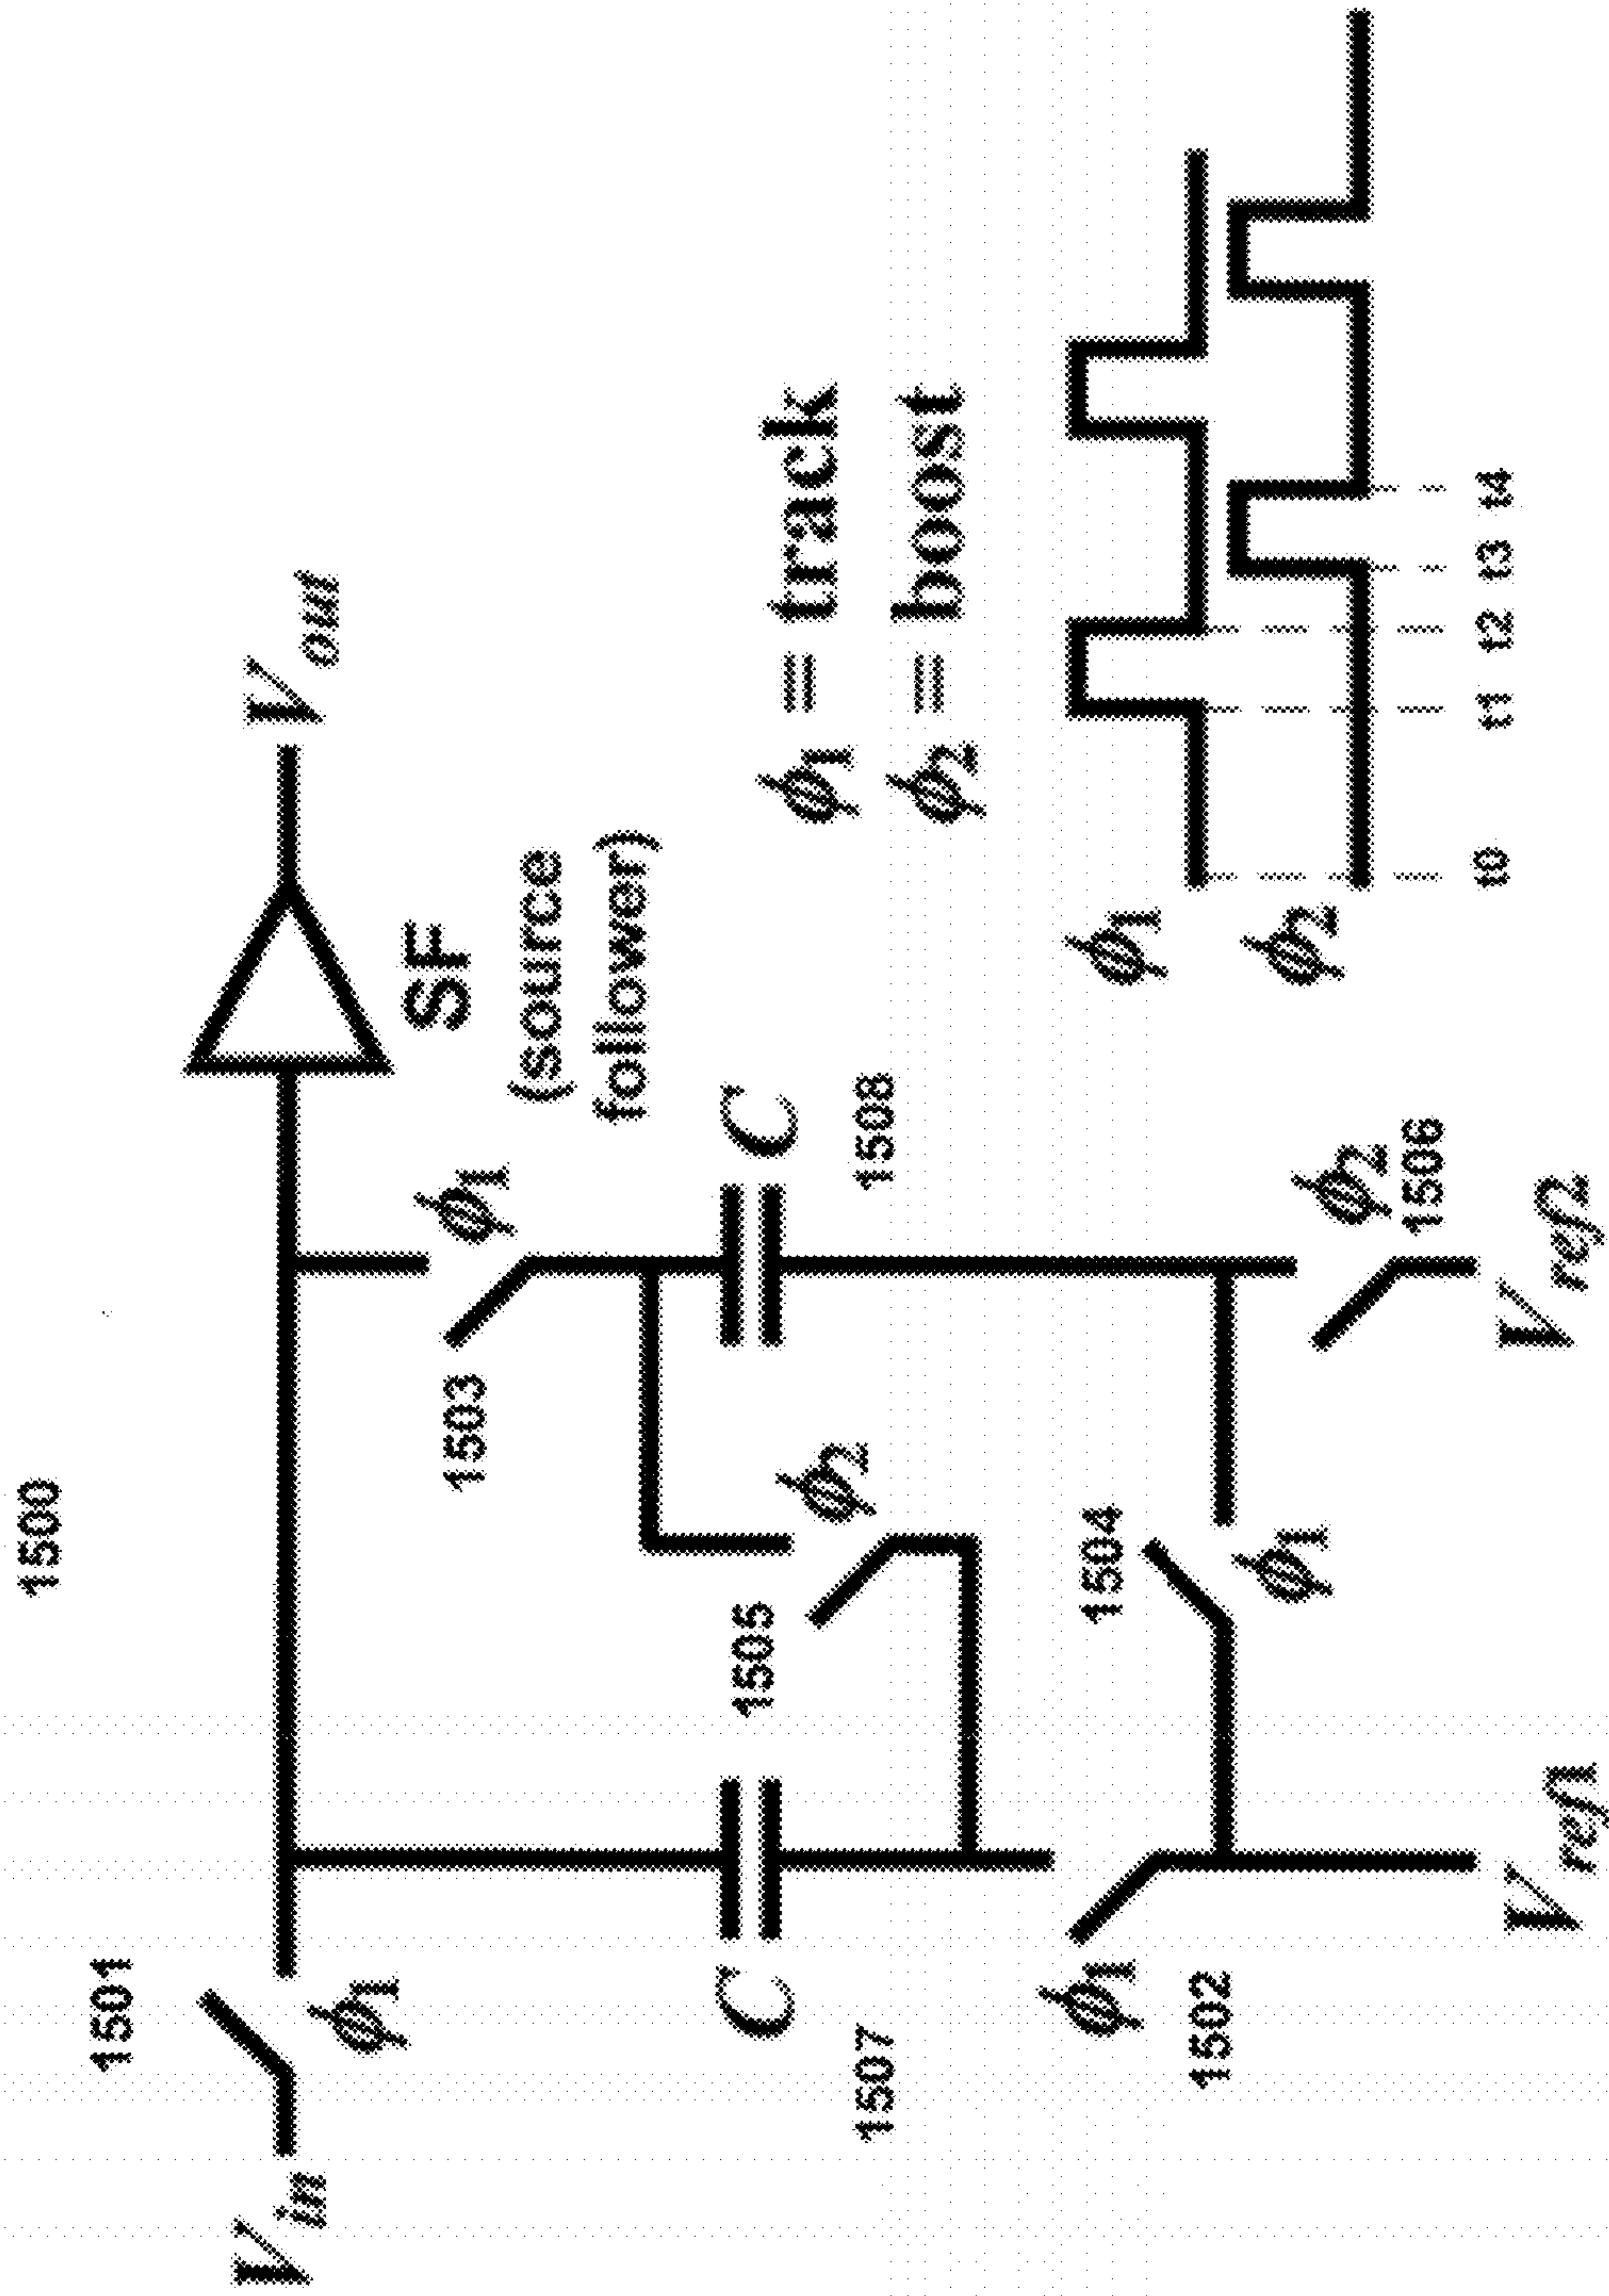 1500
1501
V_in
ϕ1
V_out
SF
(source
follower)
1503
ϕ1
C
1507
1505
ϕ2
C
1508
ϕ1 = track
ϕ2 = boost
ϕ1
1502
1504
ϕ1
ϕ2
1506
V_ref1
V_ref2
ϕ1
ϕ2
t0 t1 t2 t3 t4